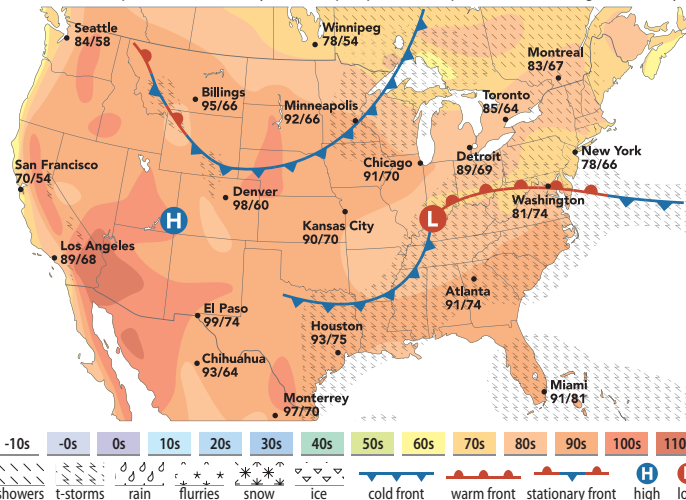 Seattle
84/58
Winnipeg
78/54
Montreal
83/67
Billings
95/66
Minneapolis
92/66
Toronto
85/64
San Francisco
70/54
Chicago
91/70
Detroit
89/69
New York
78/66
Denver
98/60
Washington
81/74
H
L
Kansas City
90/70
Los Angeles
89/68
Atlanta
91/74
El Paso
99/74
Houston
93/75
Chihuahua
93/64
Miami
91/81
Monterrey
97/70
-10s -0s 0s 10s 20s 30s 40s 50s 60s 70s 80s 90s 100s 110
H
showers t-storms rain flurries snow ice cold front warm front stationary front high